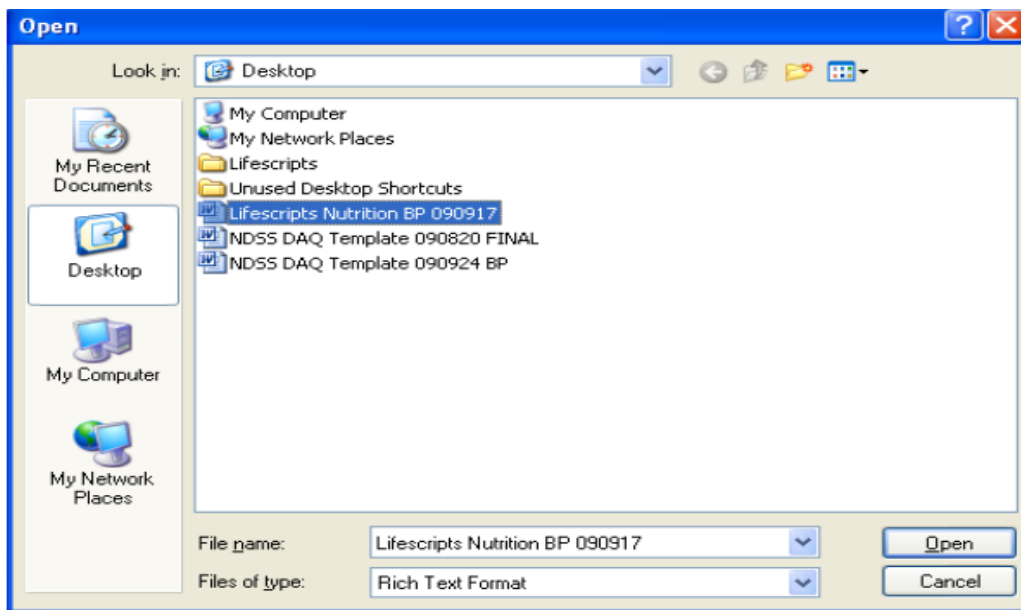 Open
Look in:
Desktop
My Recent
Documents
Desktop
My Computer
My Network
Places
My Computer
My Network Places
Lifescripts
Unused Desktop Shortcuts
Lifescripts Nutrition BP 090917
NDSS DAQ Template 090820 FINAL
NDSS DAQ Template 090924 BP
File name:
Lifescripts Nutrition BP 090917
Open
Files of type:
Rich Text Format
Cancel